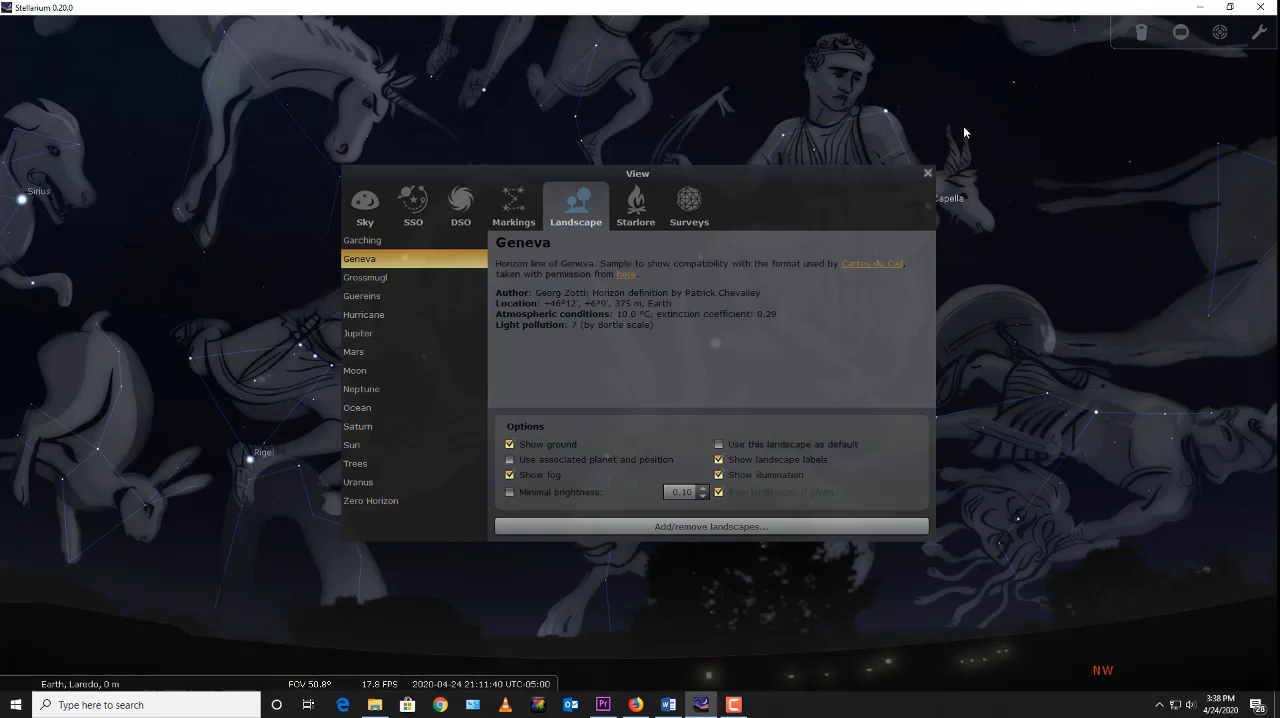 Stellarium 0.20.0
Sirius
Capella
Rigel
View
Sky SSO DSO Markings Landscape Starlore Surveys
Garching
Geneva
Grossmugl
Guereins
Hurricane
Jupiter
Mars
Moon
Neptune
Ocean
Saturn
Sun
Trees
Uranus
Zero Horizon
Geneva
Horizon line of Geneva. Sample to show compatibility with the format used by Cartes du Ciel,
taken with permission from here.
Author: Georg Zotti; Horizon definition by Patrick Chevalley
Location: +46°12', +6°9', 375 m, Earth
Atmospheric conditions: 10.0 °C, extinction coefficient: 0.29
Light pollution: 7 (by Bortle scale)
Options
Show ground Use this landscape as default
Use associated planet and position Show landscape labels
Show fog Show illumination
Minimal brightness: 0.10 from landscape, if given
Add/remove landscapes...
NW
Earth, Laredo, 0 m FOV 50.8° 17.8 FPS 2020-04-24 21:11:40 UTC-05:00
Type here to search
3:38 PM
4/24/2020
28